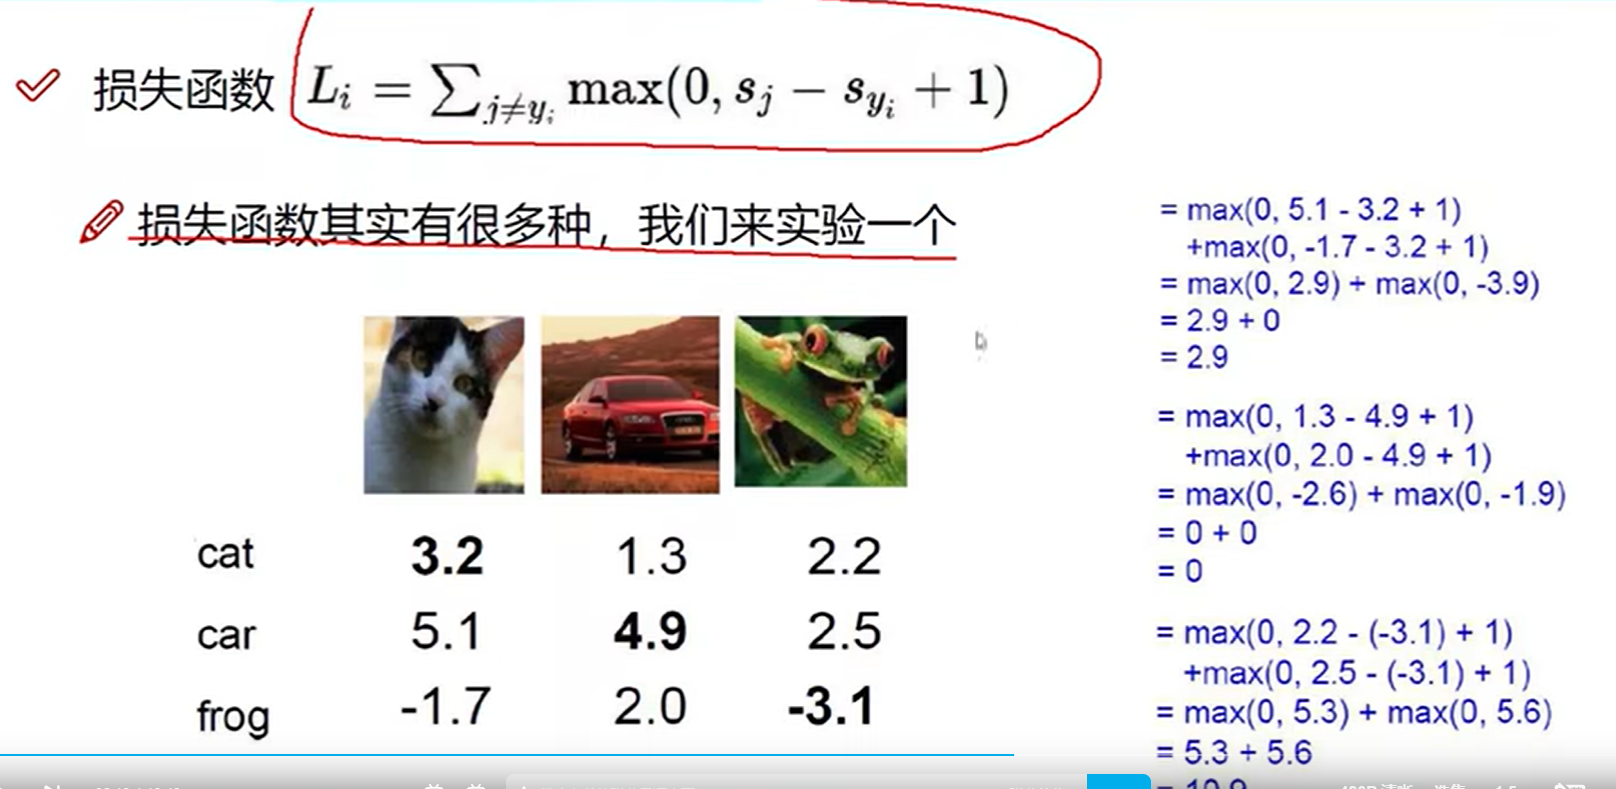 损失函数 L_i = ∑_{j≠y_i} max(0, s_j − s_{y_i} + 1)
损失函数其实有很多种，我们来实验一个
cat 3.2 1.3 2.2
car 5.1 4.9 2.5
frog -1.7 2.0 -3.1
= max(0, 5.1 - 3.2 + 1)
+max(0, -1.7 - 3.2 + 1)
= max(0, 2.9) + max(0, -3.9)
= 2.9 + 0
= 2.9
= max(0, 1.3 - 4.9 + 1)
+max(0, 2.0 - 4.9 + 1)
= max(0, -2.6) + max(0, -1.9)
= 0 + 0
= 0
= max(0, 2.2 - (-3.1) + 1)
+max(0, 2.5 - (-3.1) + 1)
= max(0, 5.3) + max(0, 5.6)
= 5.3 + 5.6